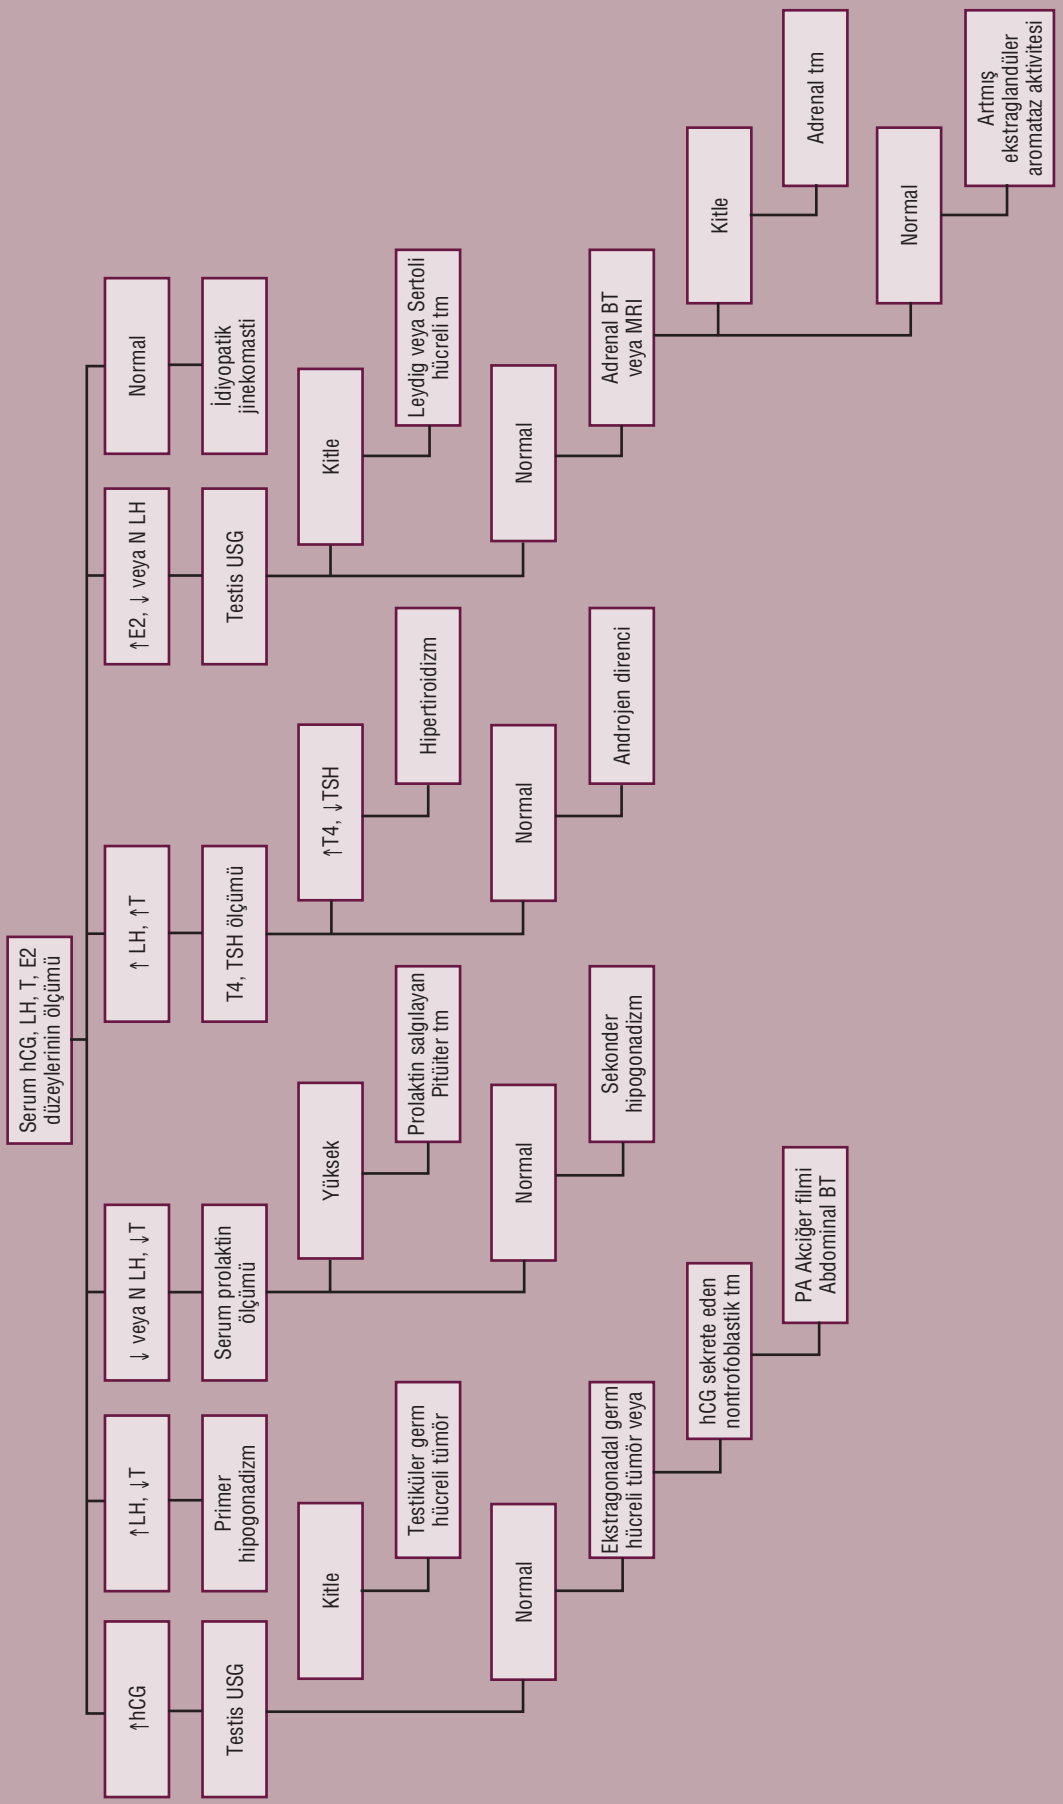 Serum hCG, LH, T, E2
düzeylerinin ölçümü
↑hCG
Testis USG
Kitle
Testiküler germ
hücreli tümör
Normal
Ekstragonadal germ
hücreli tümör veya
hCG sekrete eden
nontrofoblastik tm
PA Akciğer filmi
Abdominal BT
↑LH, ↓T
Primer
hipogonadizm
↓ veya N LH, ↓T
Serum prolaktin
ölçümü
Yüksek
Prolaktin salgılayan
Pitüiter tm
Normal
Sekonder
hipogonadizm
↑ LH, ↑T
T4, TSH ölçümü
↑T4, ↓TSH
Hipertiroidizm
Normal
Androjen direnci
↑E2, ↓ veya N LH
Testis USG
Kitle
Leydig veya Sertoli
hücreli tm
Normal
Adrenal BT
veya MRI
Kitle
Adrenal tm
Normal
Artmış
ekstraglandüler
aromataz aktivitesi
Normal
İdiyopatik
jinekomasti